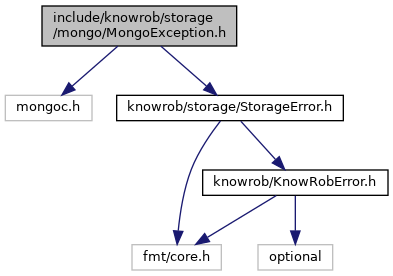 include/knowrob/storage
/mongo/MongoException.h
mongoc.h
knowrob/storage/StorageError.h
knowrob/KnowRobError.h
fmt/core.h
optional